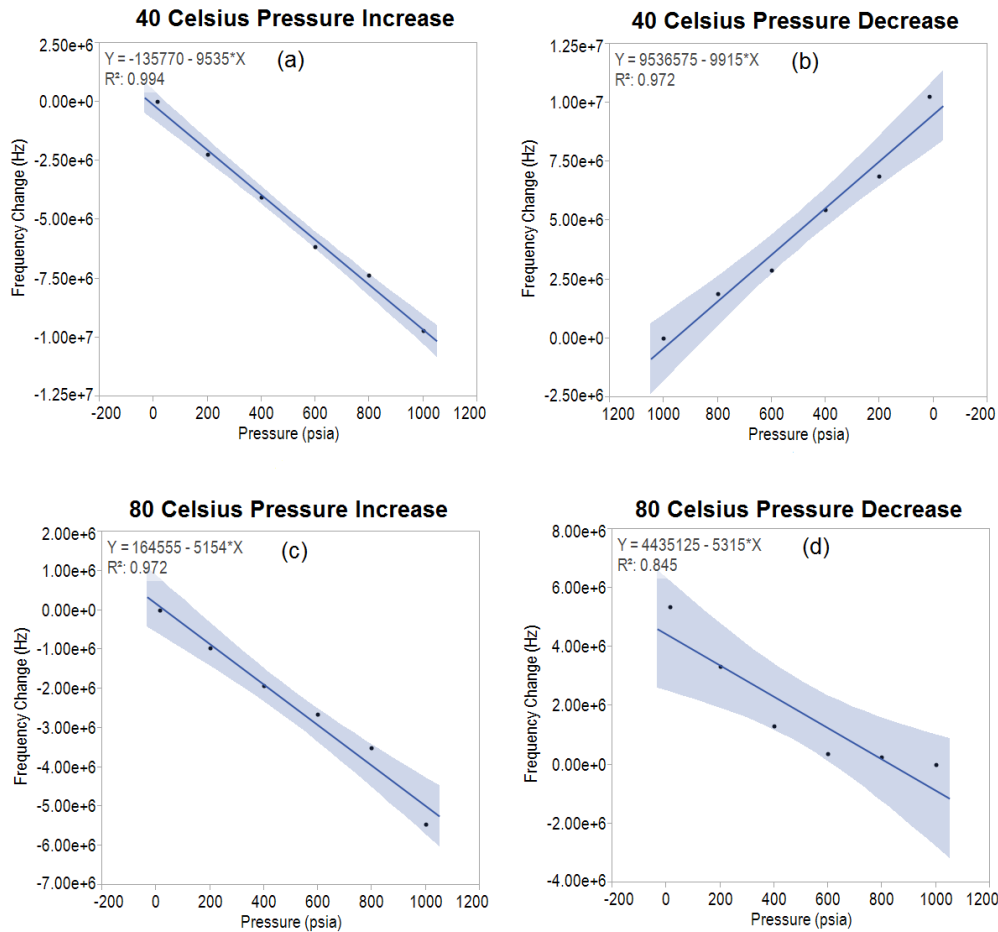 40 Celsius Pressure Increase
Y = -135770 - 9535*X
R²: 0.994
(a)
Frequency Change (Hz)
2.50e+6
0.00e+0
-2.50e+6
-5.00e+6
-7.50e+6
-1.00e+7
-1.25e+7
-200 0 200 400 600 800 1000 1200
Pressure (psia)
40 Celsius Pressure Decrease
Y = 9536575 - 9915*X
R²: 0.972
(b)
Frequency Change (Hz)
1.25e+7
1.00e+7
7.50e+6
5.00e+6
2.50e+6
0.00e+0
-2.50e+6
1200 1000 800 600 400 200 0 -200
Pressure (psia)
80 Celsius Pressure Increase
Y = 164555 - 5154*X
R²: 0.972
(c)
Frequency Change (Hz)
2.00e+6
1.00e+6
0.00e+0
-1.00e+6
-2.00e+6
-3.00e+6
-4.00e+6
-5.00e+6
-6.00e+6
-7.00e+6
-200 0 200 400 600 800 1000 1200
Pressure (psia)
80 Celsius Pressure Decrease
Y = 4435125 - 5315*X
R²: 0.845
(d)
Frequency Change (Hz)
8.00e+6
6.00e+6
4.00e+6
2.00e+6
0.00e+0
-2.00e+6
-4.00e+6
-200 0 200 400 600 800 1000 1200
Pressure (psia)